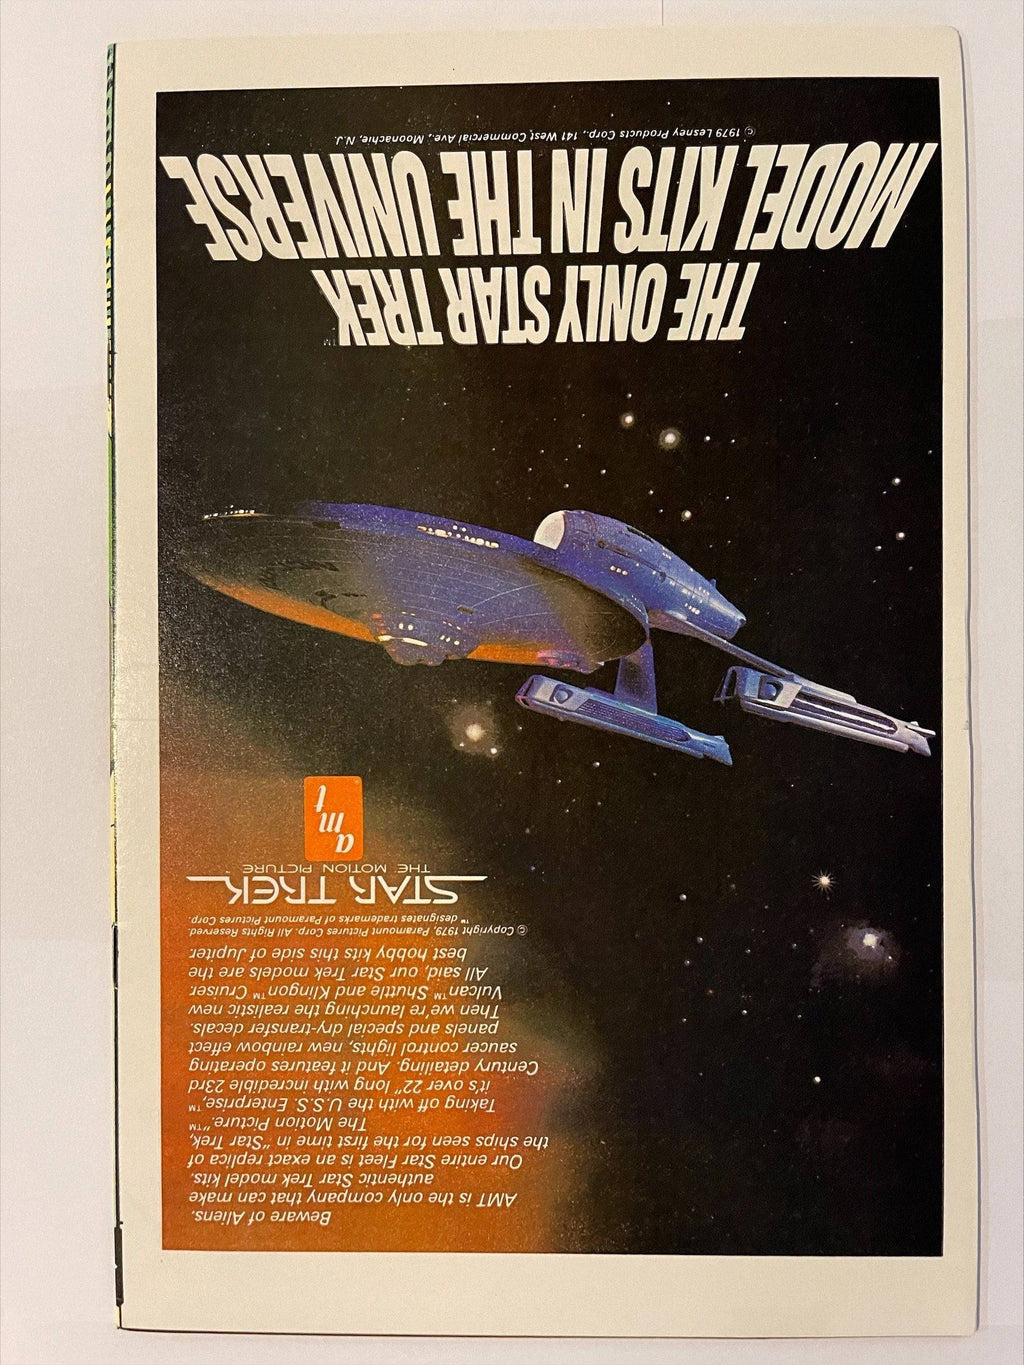 Beware of Aliens.
AMT is the only company that can make
authentic Star Trek model kits.
Our entire Star Fleet is an exact replica of
the ships seen for the first time in "Star Trek,
The Motion Picture."™
Taking off with the U.S.S. Enterprise,™
it's over 22" long with incredible 23rd
Century detailing. And it features operating
saucer control lights, new rainbow effect
panels and special dry-transfer decals.
Then we're launching the realistic new
Vulcan™ Shuttle and Klingon™ Cruiser.
All said, our Star Trek models are the
best hobby kits this side of Jupiter.
© Copyright 1979, Paramount Pictures Corp. All Rights Reserved
™ designates trademarks of Paramount Pictures Corp.
STAR TREK
THE MOTION PICTURE
amt
THE ONLY STAR TREK™
MODEL KITS IN THE UNIVERSE
© 1979 Lesney Products Corp., 141 West Commercial Ave., Moonachie, N.J.